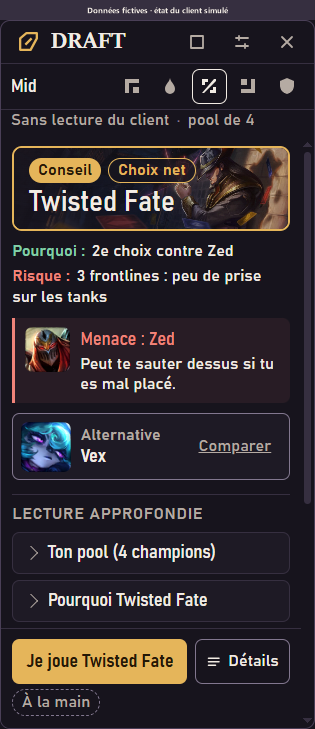 Données fictives · état du client simulé
DRAFT
Mid
Sans lecture du client · pool de 4
Conseil
Choix net
Twisted Fate
Pourquoi : 2e choix contre Zed
Risque : 3 frontlines : peu de prise
sur les tanks
Menace : Zed
Peut te sauter dessus si tu
es mal placé.
Alternative
Vex
Comparer
LECTURE APPROFONDIE
Ton pool (4 champions)
Pourquoi Twisted Fate
Je joue Twisted Fate
Détails
À la main